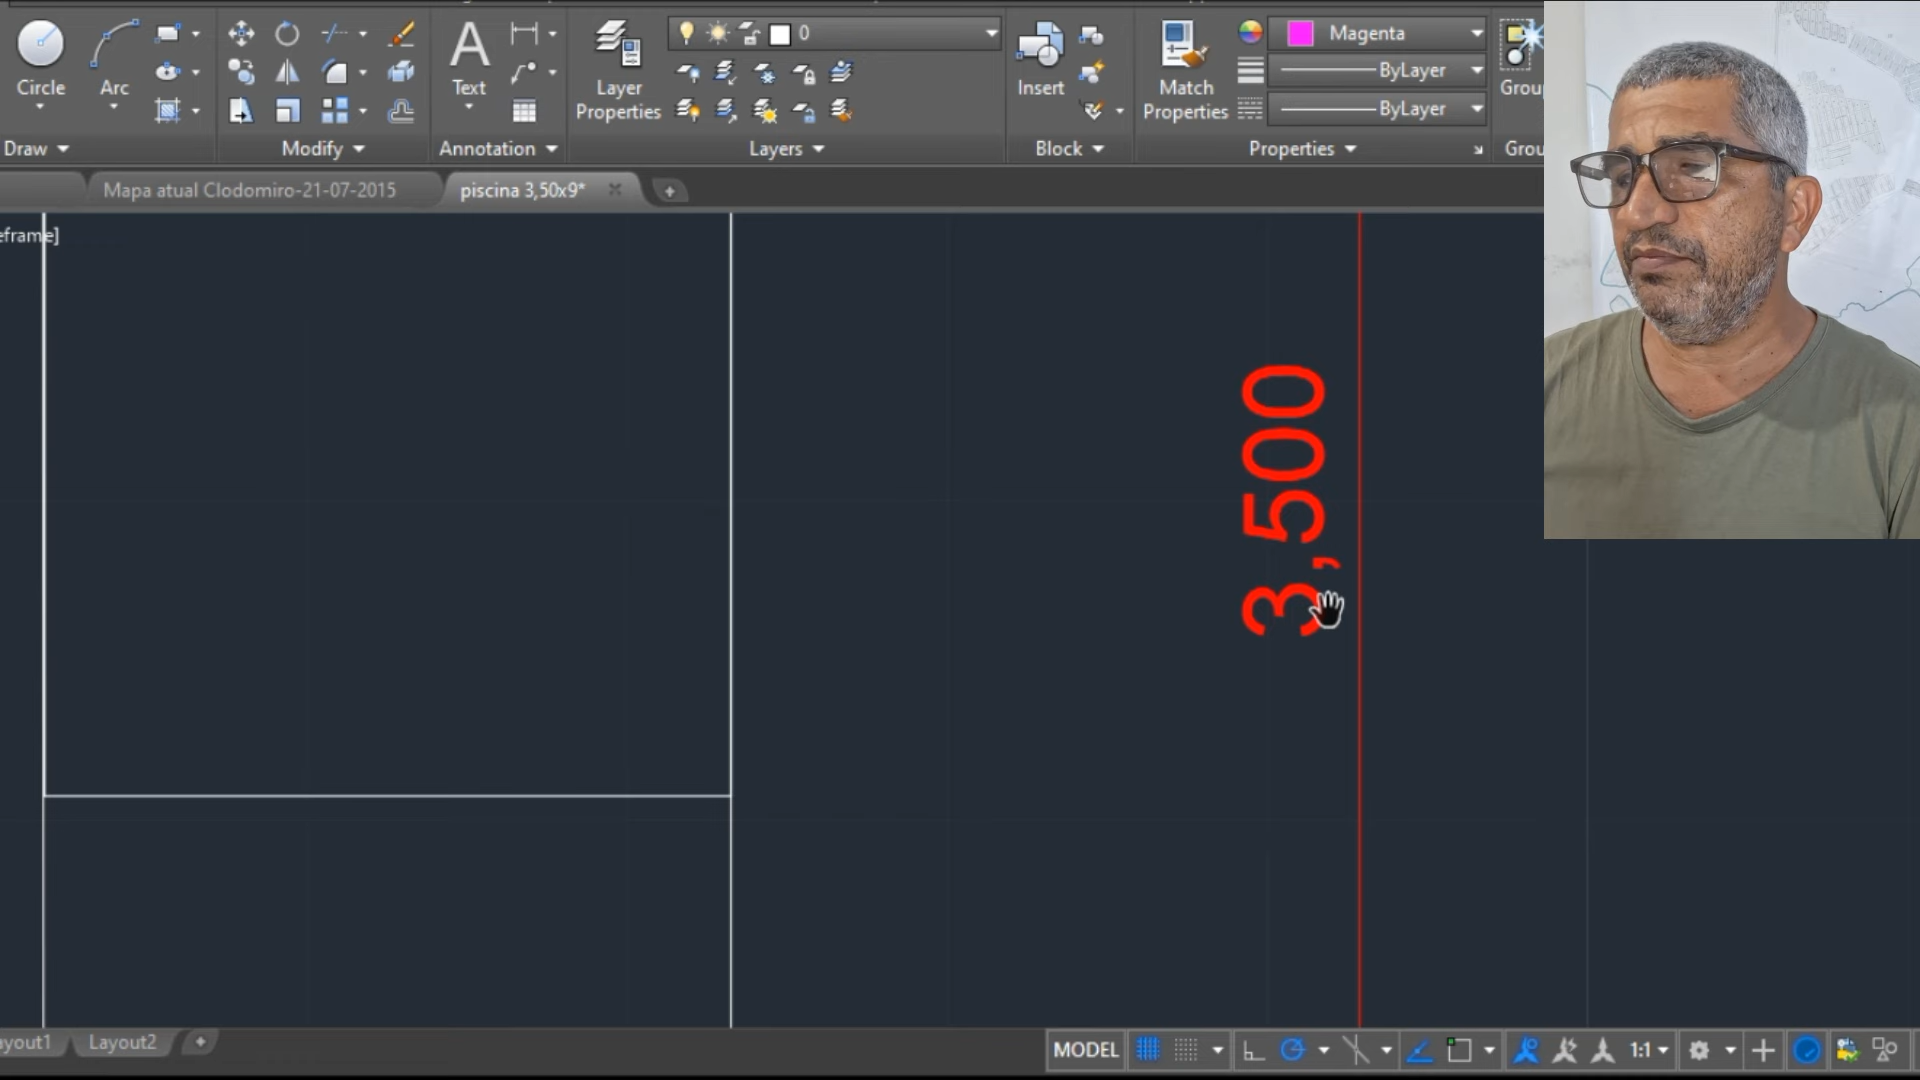 Circle
Arc
Text
Layer
Properties
0
Insert
Match
Properties
Magenta
ByLayer
ByLayer
Grou
Draw
Modify
Annotation
Layers
Block
Properties
Grou
Mapa atual Clodomiro-21-07-2015
piscina 3,50x9*
eframe]
3,500
ayout1
Layout2
MODEL
1:1